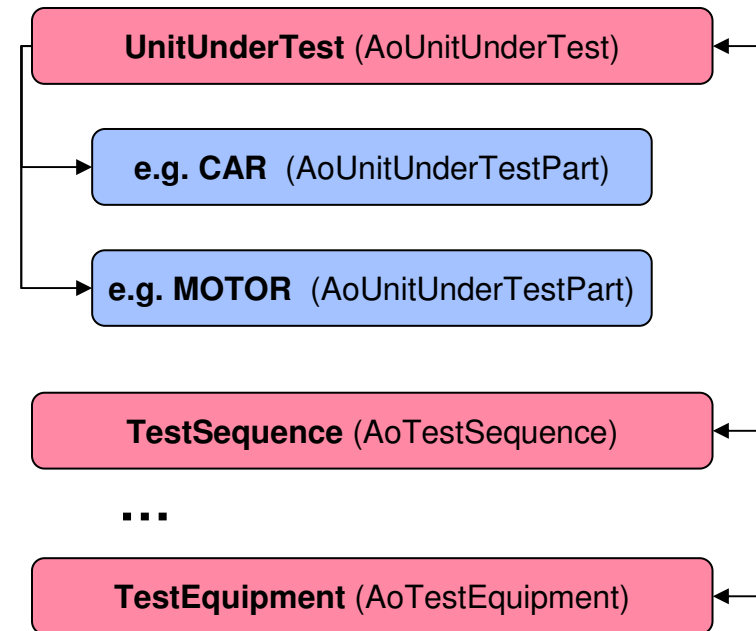 UnitUnderTest (AoUnitUnderTest)
e.g. CAR (AoUnitUnderTestPart)
e.g. MOTOR (AoUnitUnderTestPart)
TestSequence (AoTestSequence)
...
TestEquipment (AoTestEquipment)